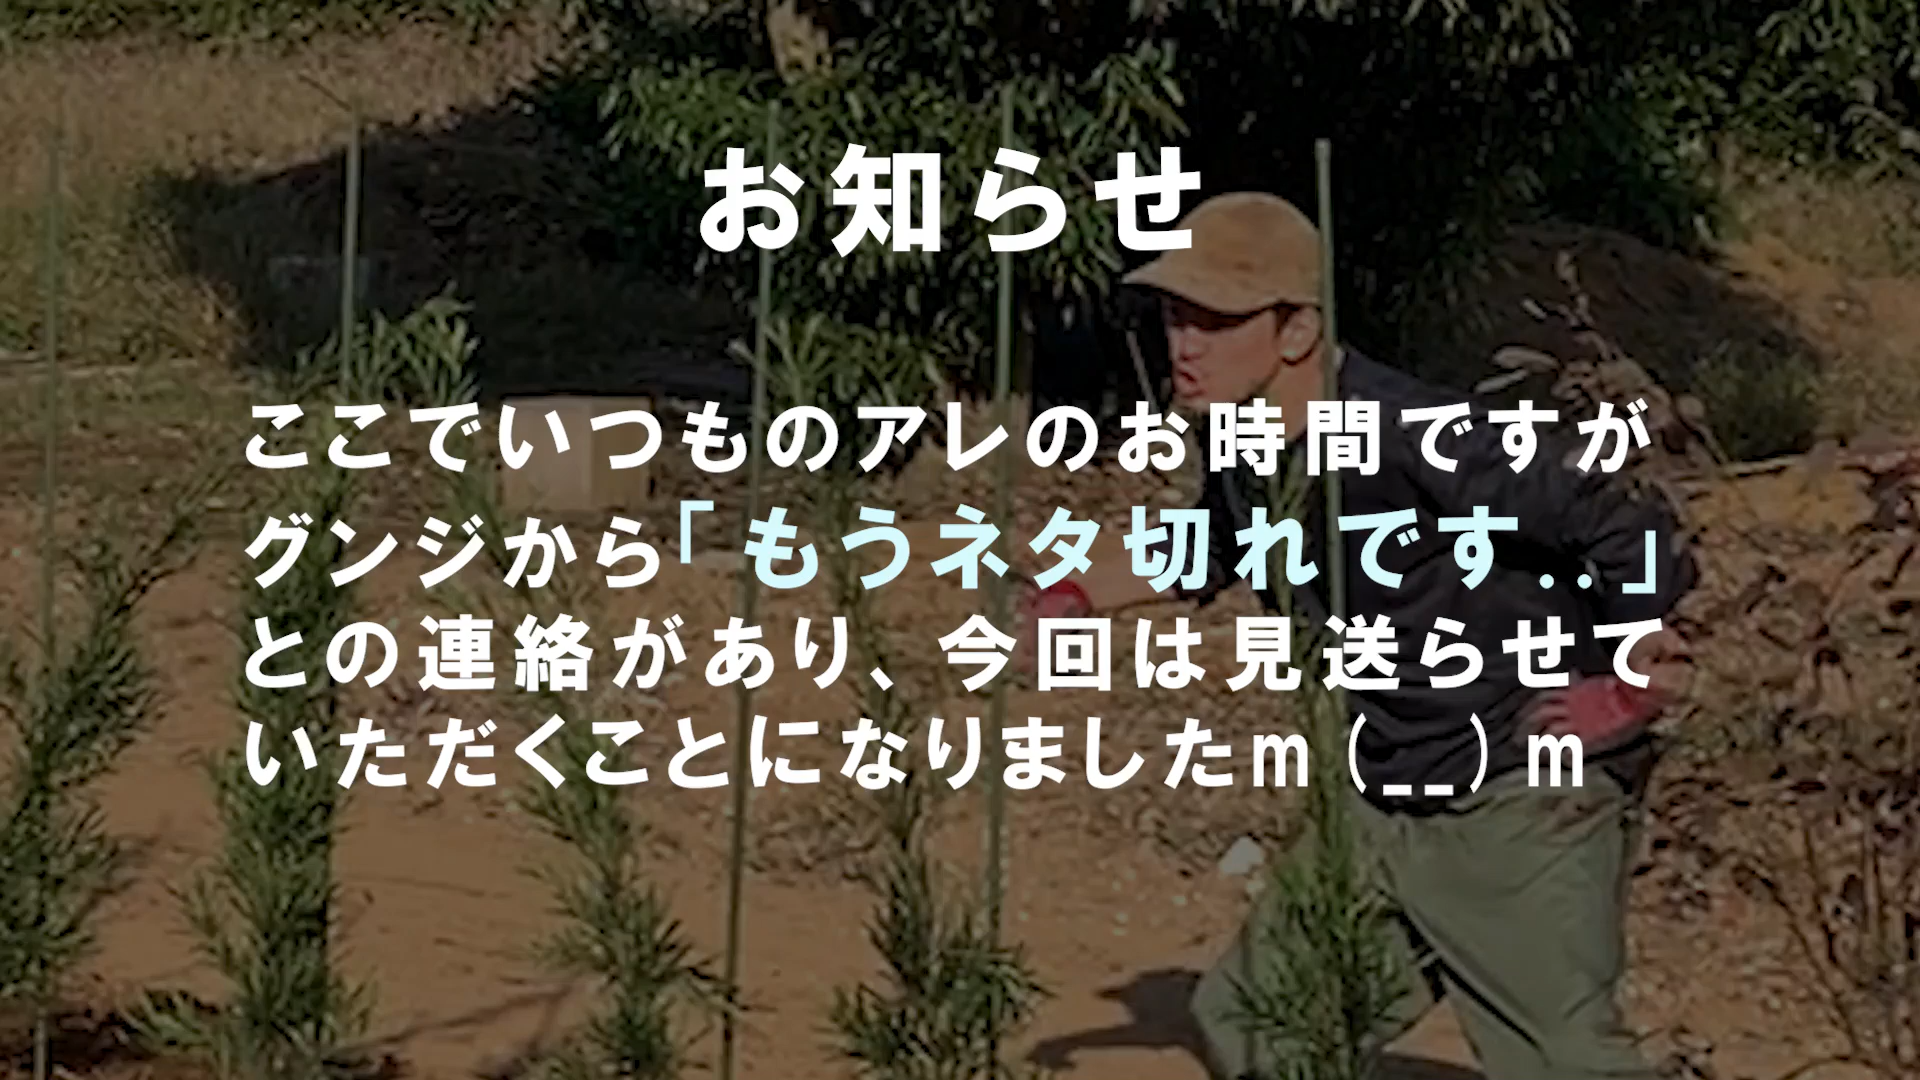 お知らせ
ここでいつものアレのお時間ですが
グンジから「もうネタ切れです..」
との連絡があり、今回は見送らせて
いただくことになりましたm(__)m